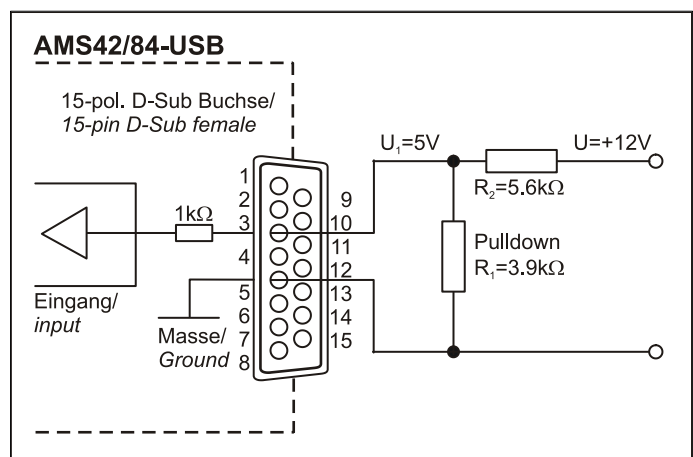 AMS42/84-USB
15-pol. D-Sub Buchse/
15-pin D-Sub female
U₁=5V
U=+12V
R₂=5.6kΩ
1
2
3
4
5
6
7
8
9
10
11
12
13
14
15
1kΩ
Pulldown
R₁=3.9kΩ
Eingang/
input
Masse/
Ground